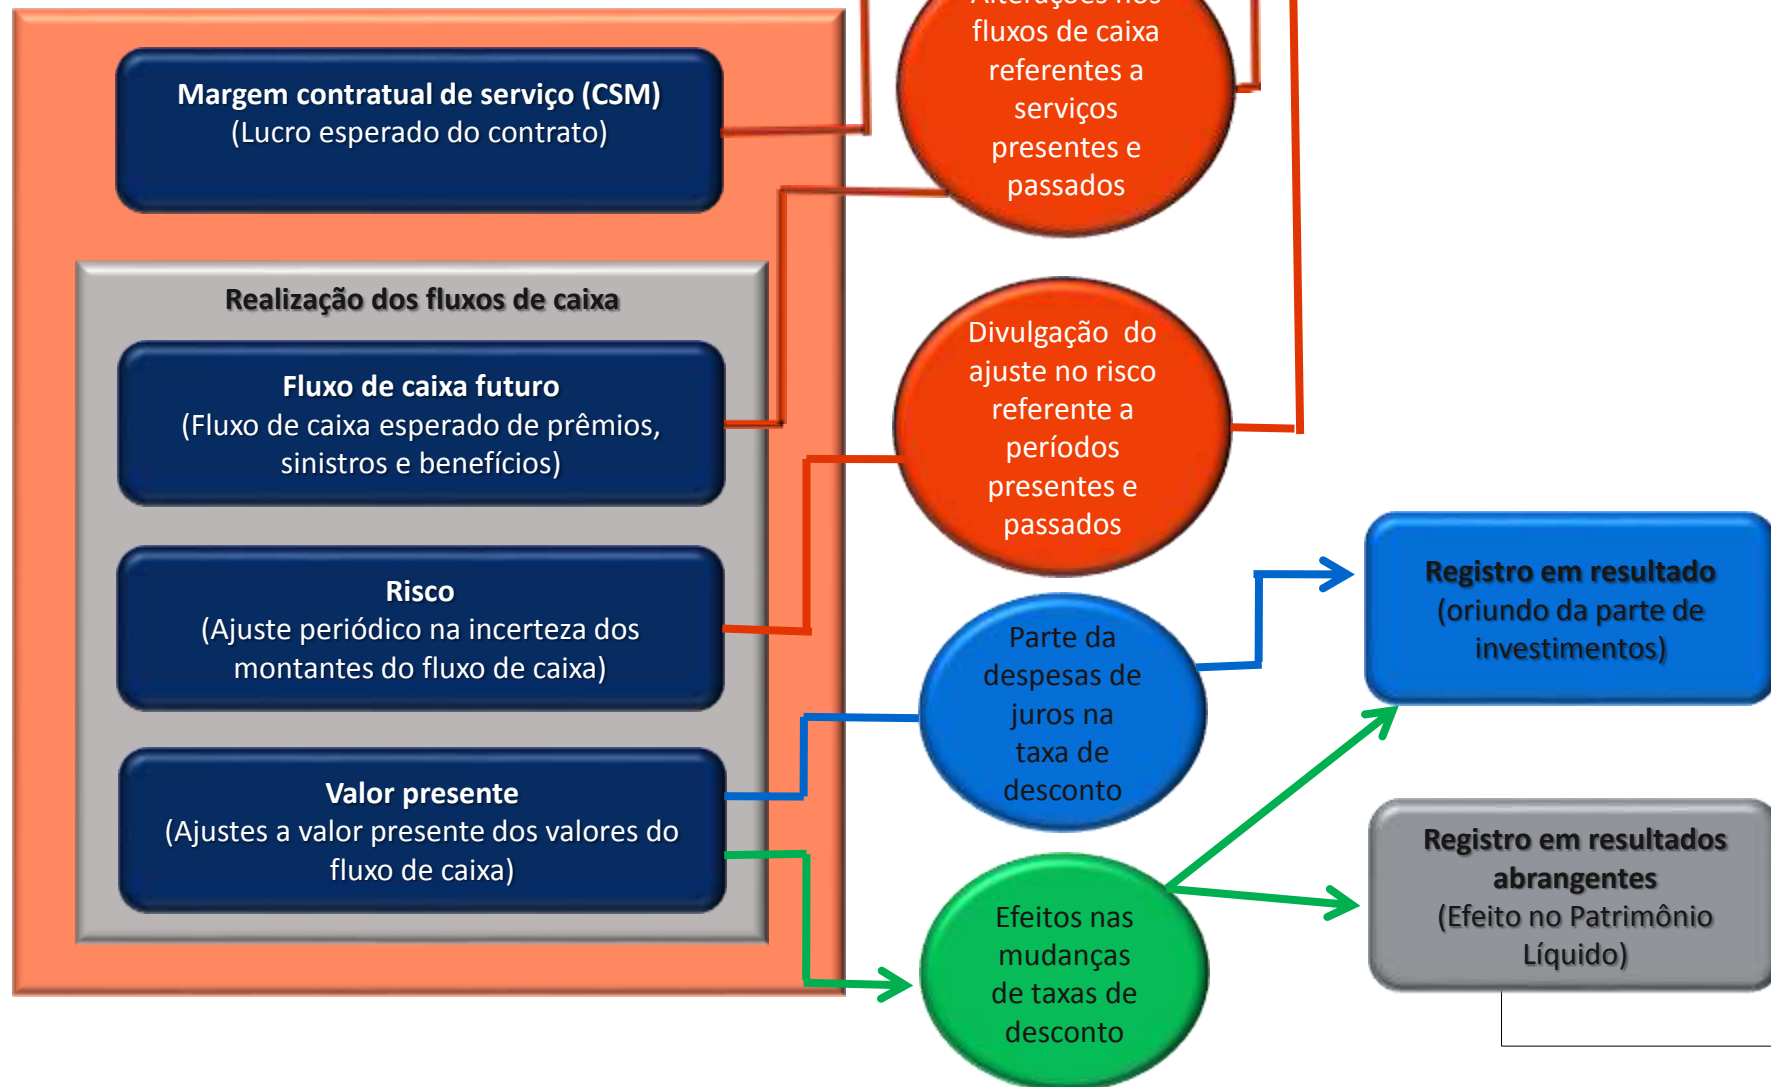 Margem contratual de serviço (CSM)
(Lucro esperado do contrato)
Realização dos fluxos de caixa
Fluxo de caixa futuro
(Fluxo de caixa esperado de prêmios,
sinistros e benefícios)
Risco
(Ajuste periódico na incerteza dos
montantes do fluxo de caixa)
Valor presente
(Ajustes a valor presente dos valores do
fluxo de caixa)
Alterações nos
fluxos de caixa
referentes a
serviços
presentes e
passados
Divulgação do
ajuste no risco
referente a
períodos
presentes e
passados
Parte da
despesas de
juros na
taxa de
desconto
Efeitos nas
mudanças
de taxas de
desconto
Registro em resultado
(oriundo da parte de
investimentos)
Registro em resultados
abrangentes
(Efeito no Patrimônio
Líquido)